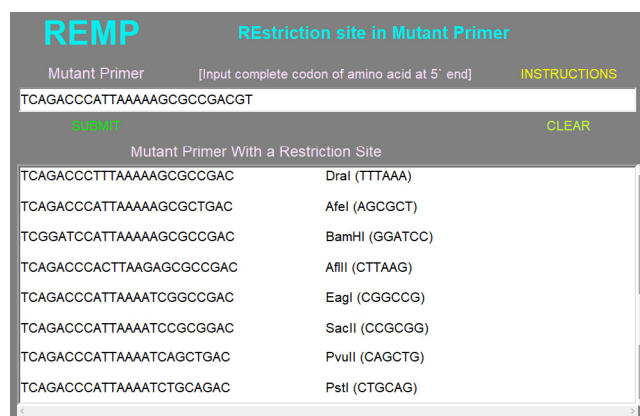 REMP REstriction site in Mutant Primer
Mutant Primer [Input complete codon of amino acid at 5` end] INSTRUCTIONS
TCAGACCCATTAAAAAGCGCCGACGT
SUBMIT CLEAR
Mutant Primer With a Restriction Site
TCAGACCCTTTAAAAAGCGCCGAC DraI (TTTAAA)
TCAGACCCATTAAAAAGCGCTGAC AfeI (AGCGCT)
TCGGATCCATTAAAAAGCGCCGAC BamHI (GGATCC)
TCAGACCCACTTAAGAGCGCCGAC AflII (CTTAAG)
TCAGACCCATTAAAATCGGCCGAC EagI (CGGCCG)
TCAGACCCATTAAAATCCGCGGAC SacII (CCGCGG)
TCAGACCCATTAAAATCAGCTGAC PvuII (CAGCTG)
TCAGACCCATTAAAATCTGCAGAC PstI (CTGCAG)